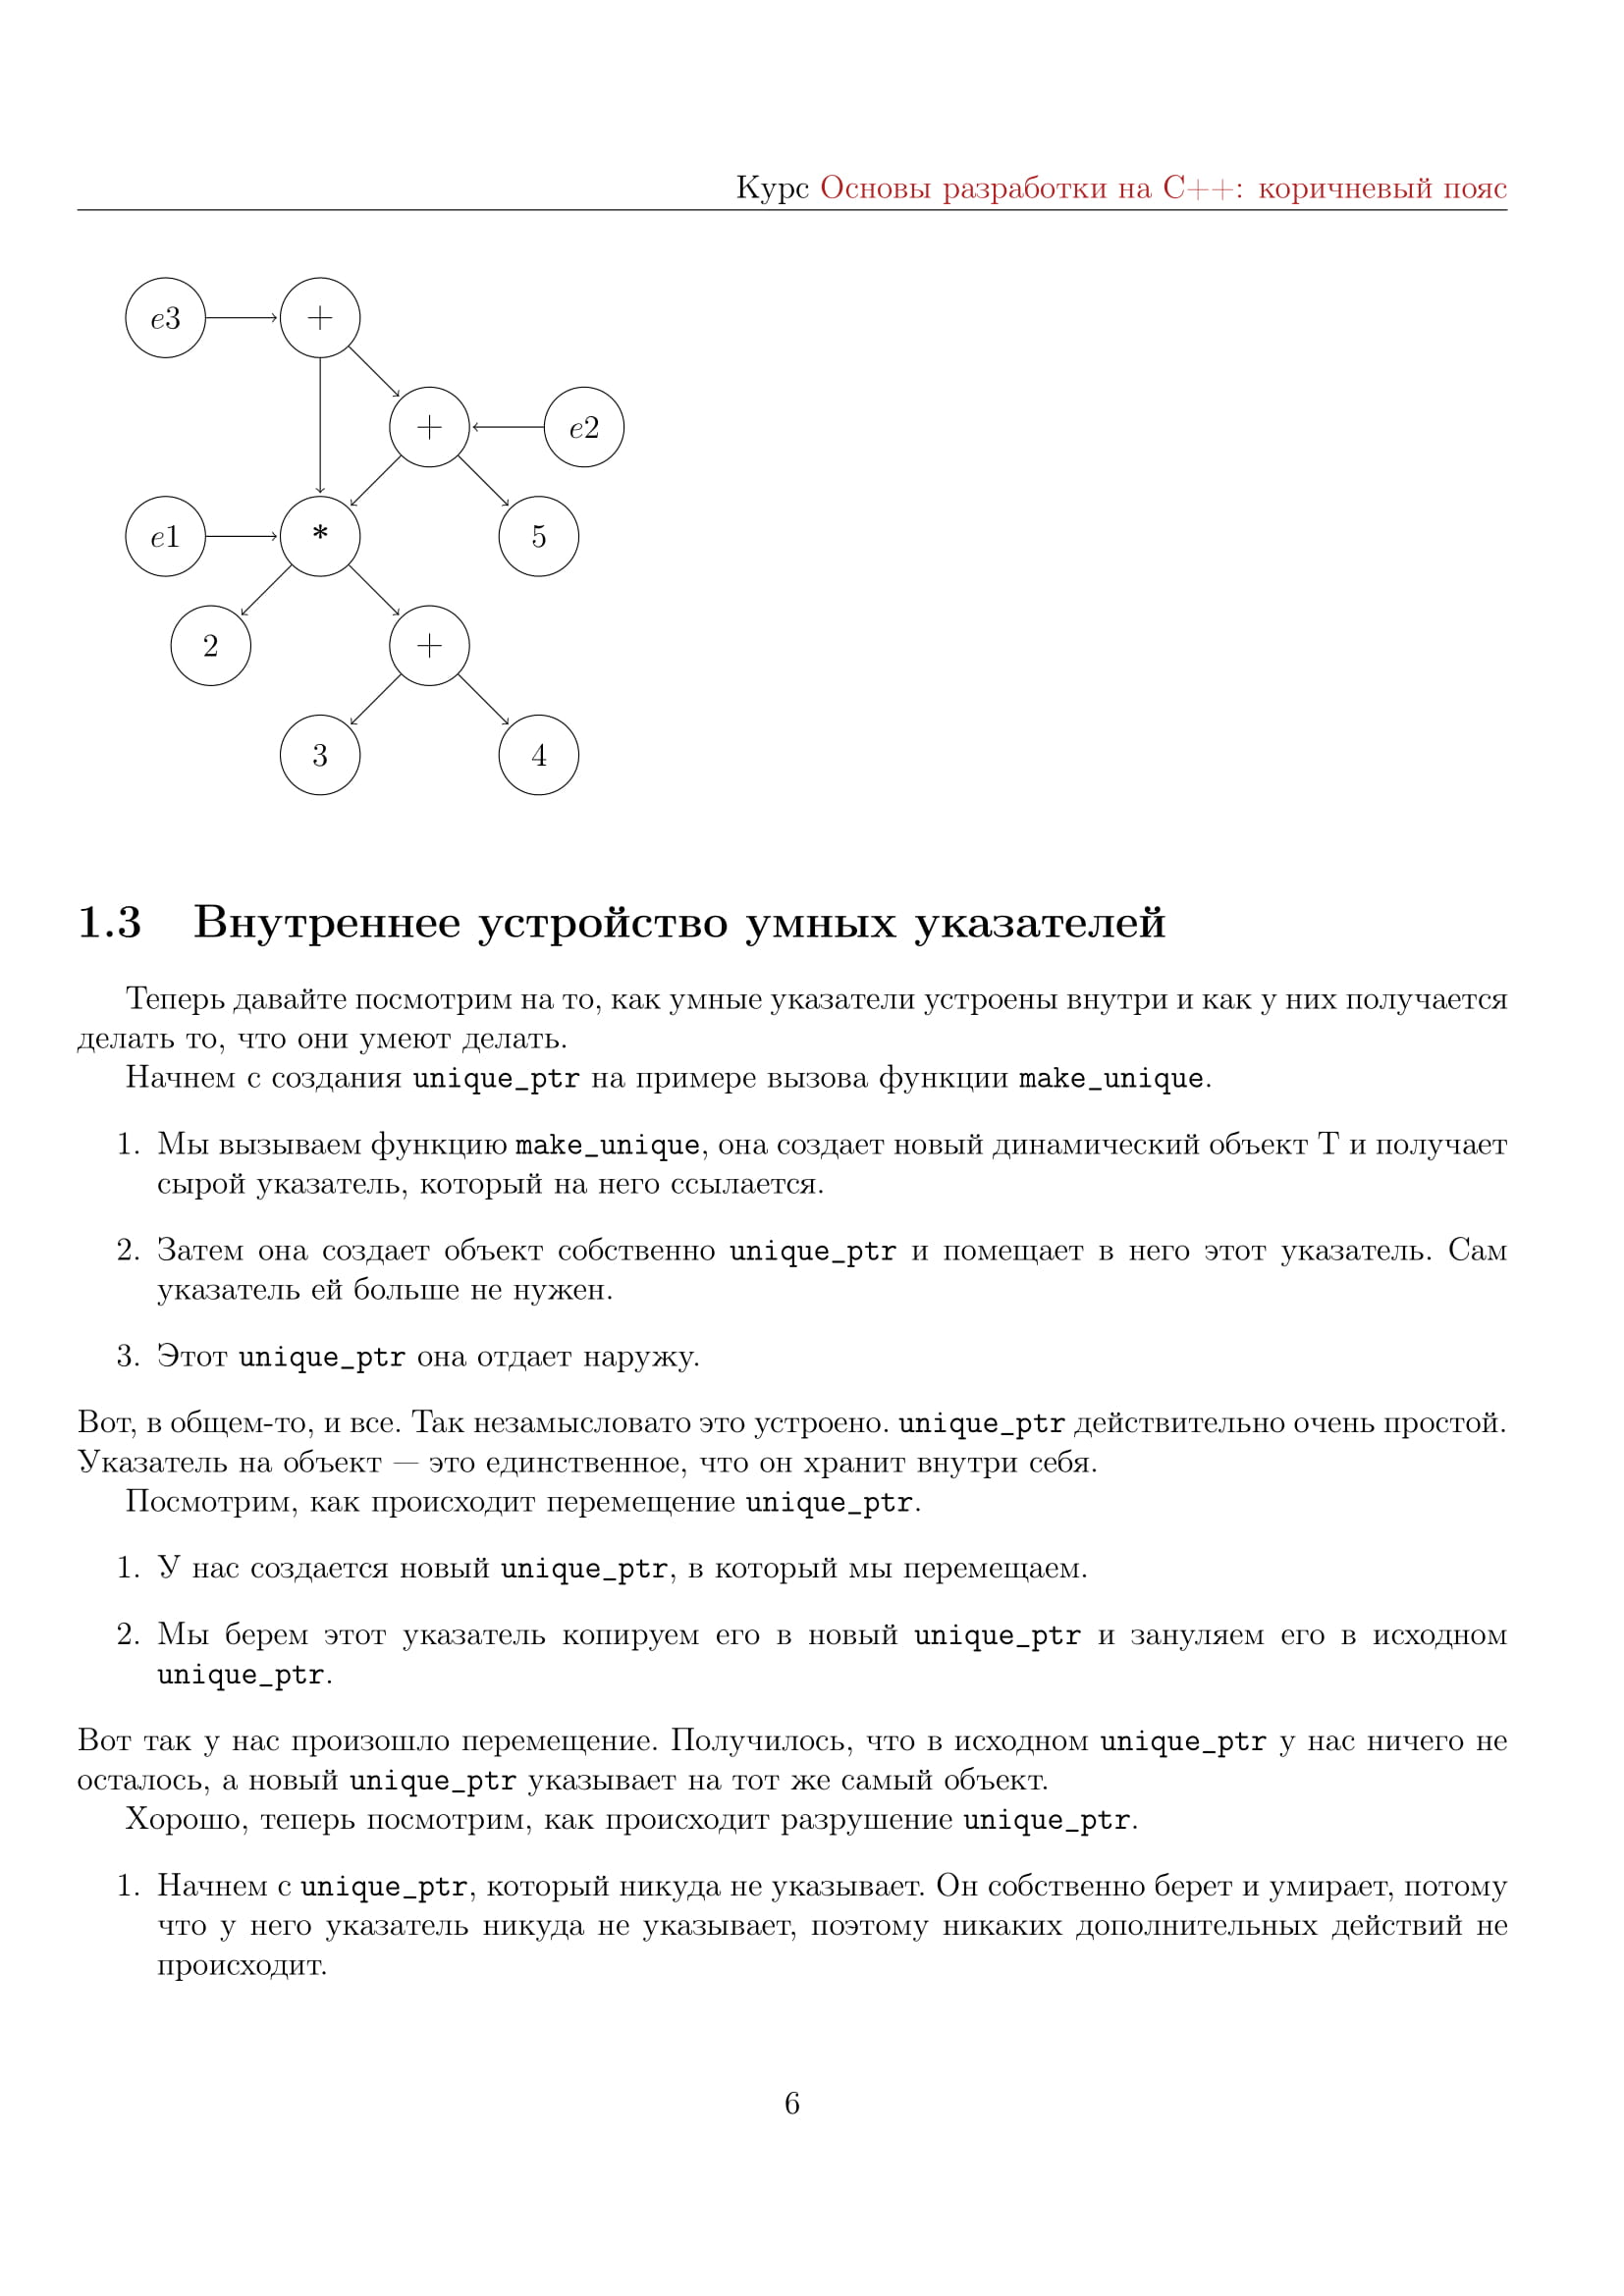 Курс Основы разработки на C++: коричневый пояс
e3
+
+
e2
e1
*
5
2
+
3
4
1.3 Внутреннее устройство умных указателей
Теперь давайте посмотрим на то, как умные указатели устроены внутри и как у них получается
делать то, что они умеют делать.
Начнем с создания unique_ptr на примере вызова функции make_unique.
1. Мы вызываем функцию make_unique, она создает новый динамический объект T и получает
сырой указатель, который на него ссылается.
2. Затем она создает объект собственно unique_ptr и помещает в него этот указатель. Сам
указатель ей больше не нужен.
3. Этот unique_ptr она отдает наружу.
Вот, в общем-то, и все. Так незамысловато это устроено. unique_ptr действительно очень простой.
Указатель на объект — это единственное, что он хранит внутри себя.
Посмотрим, как происходит перемещение unique_ptr.
1. У нас создается новый unique_ptr, в который мы перемещаем.
2. Мы берем этот указатель копируем его в новый unique_ptr и зануляем его в исходном
unique_ptr.
Вот так у нас произошло перемещение. Получилось, что в исходном unique_ptr у нас ничего не
осталось, а новый unique_ptr указывает на тот же самый объект.
Хорошо, теперь посмотрим, как происходит разрушение unique_ptr.
1. Начнем с unique_ptr, который никуда не указывает. Он собственно берет и умирает, потому
что у него указатель никуда не указывает, поэтому никаких дополнительных действий не
происходит.
6